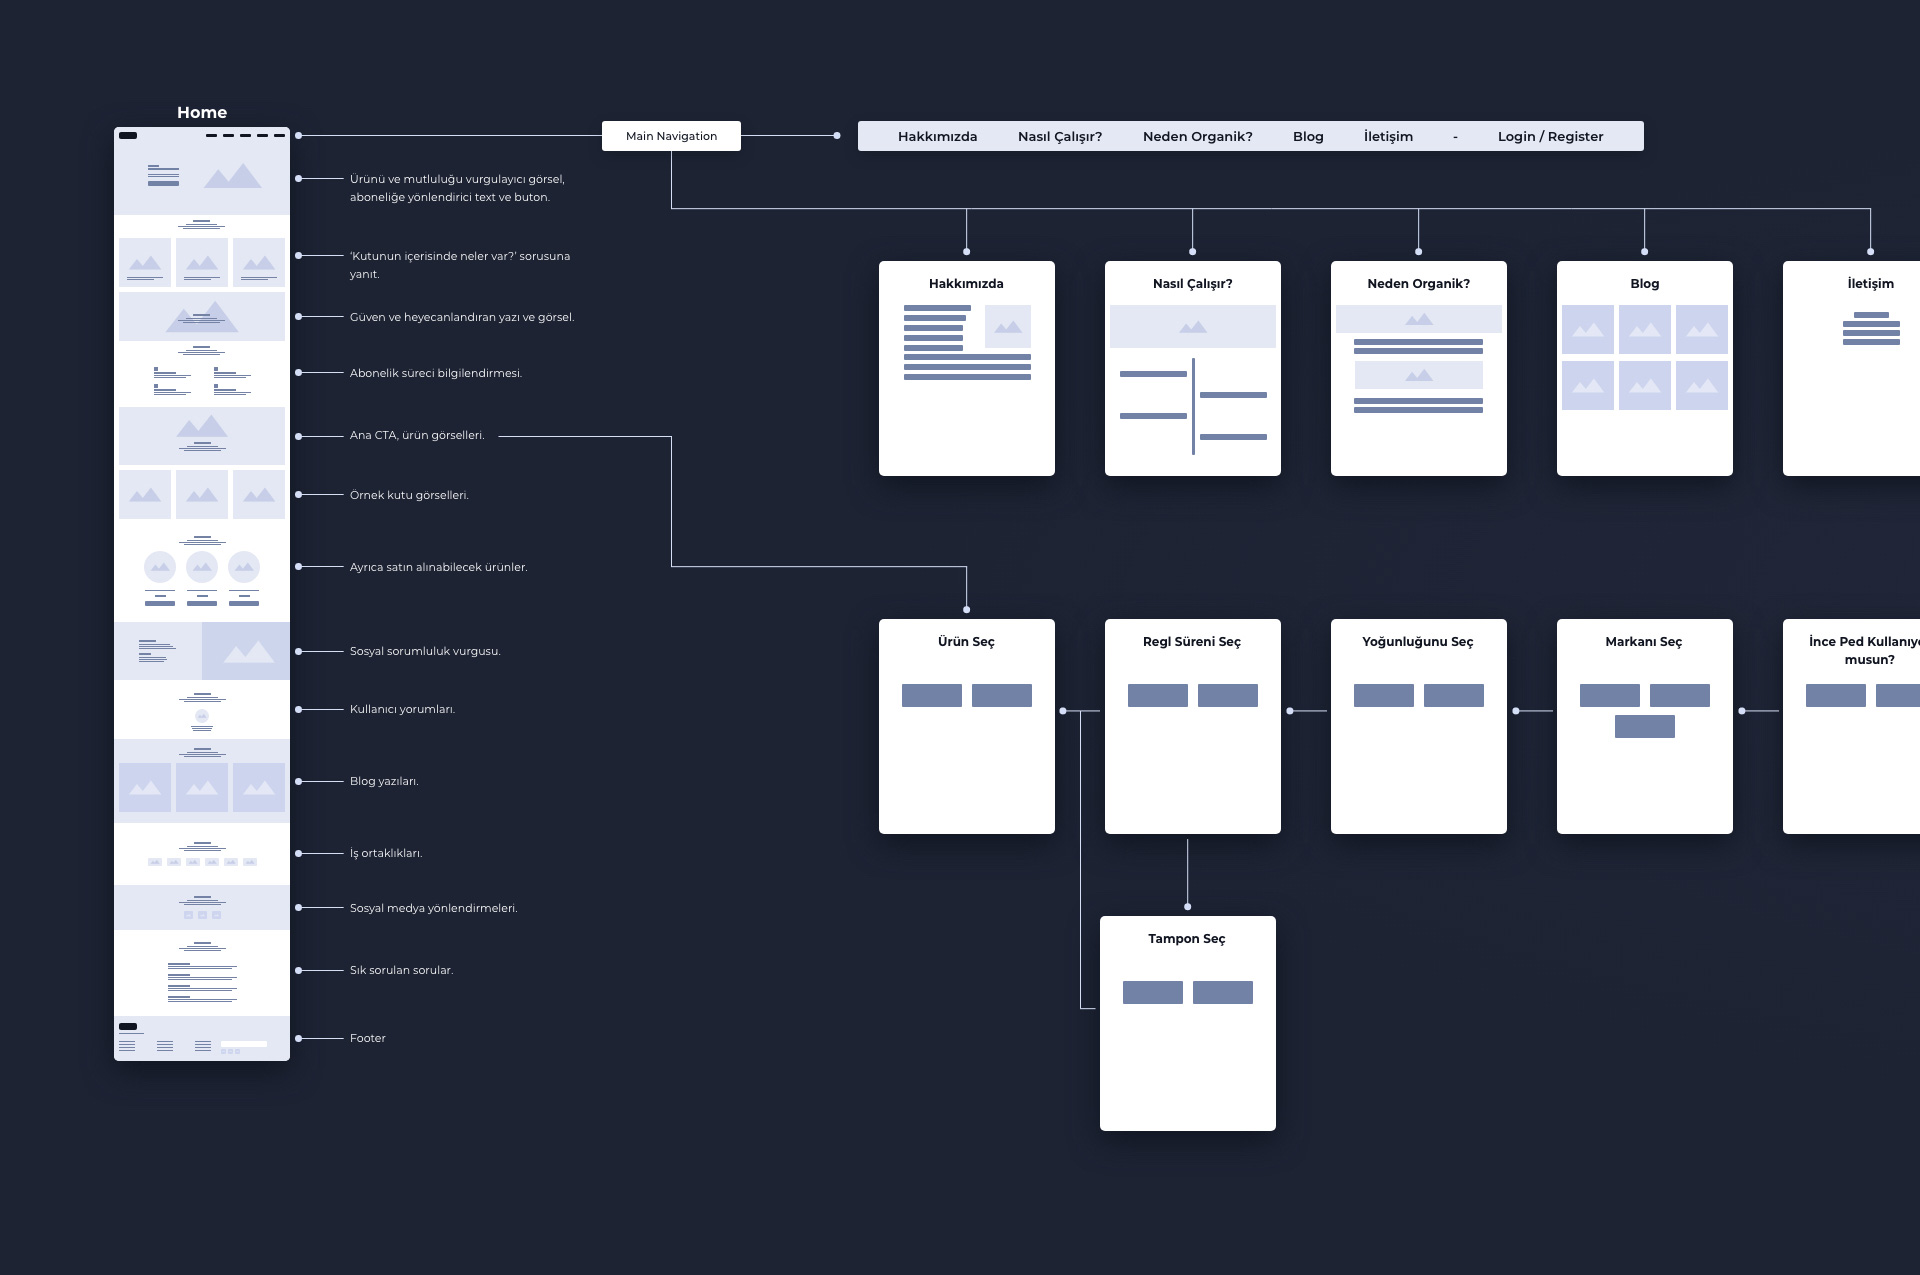 Home
Main Navigation
Hakkımızda Nasıl Çalışır? Neden Organik? Blog İletişim - Login / Register
Ürünü ve mutluluğu vurgulayıcı görsel,
aboneliğe yönlendirici text ve buton.
'Kutunun içerisinde neler var?' sorusuna
yanıt.
Güven ve heyecanlandıran yazı ve görsel.
Abonelik süreci bilgilendirmesi.
Ana CTA, ürün görselleri.
Örnek kutu görselleri.
Ayrıca satın alınabilecek ürünler.
Sosyal sorumluluk vurgusu.
Kullanıcı yorumları.
Blog yazıları.
İş ortaklıkları.
Sosyal medya yönlendirmeleri.
Sık sorulan sorular.
Footer
Hakkımızda
Nasıl Çalışır?
Neden Organik?
Blog
İletişim
Ürün Seç
Regl Süreni Seç
Yoğunluğunu Seç
Markanı Seç
İnce Ped
musun?
Tampon Seç